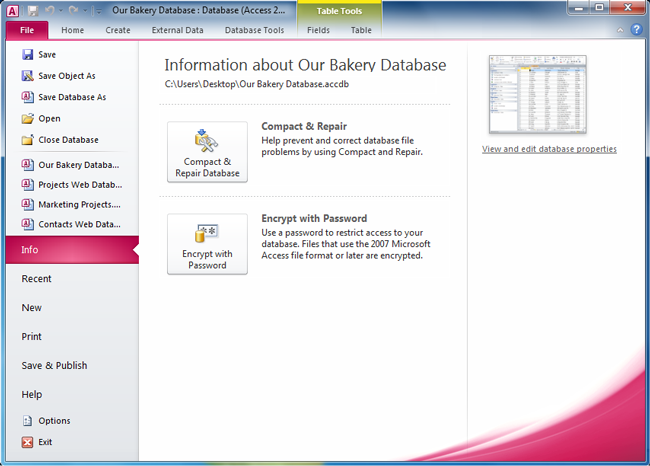 Our Bakery Database : Database (Access 2...
Table Tools
File Home Create External Data Database Tools Fields Table
Save
Save Object As
Save Database As
Open
Close Database
Our Bakery Databa...
Projects Web Datab...
Marketing Projects....
Contacts Web Data...
Info
Recent
New
Print
Save & Publish
Help
Options
Exit
Information about Our Bakery Database
C:\Users\Desktop\Our Bakery Database.accdb
Compact &
Repair Database
Compact & Repair
Help prevent and correct database file
problems by using Compact and Repair.
Encrypt with
Password
Encrypt with Password
Use a password to restrict access to your
database. Files that use the 2007 Microsoft
Access file format or later are encrypted.
View and edit database properties